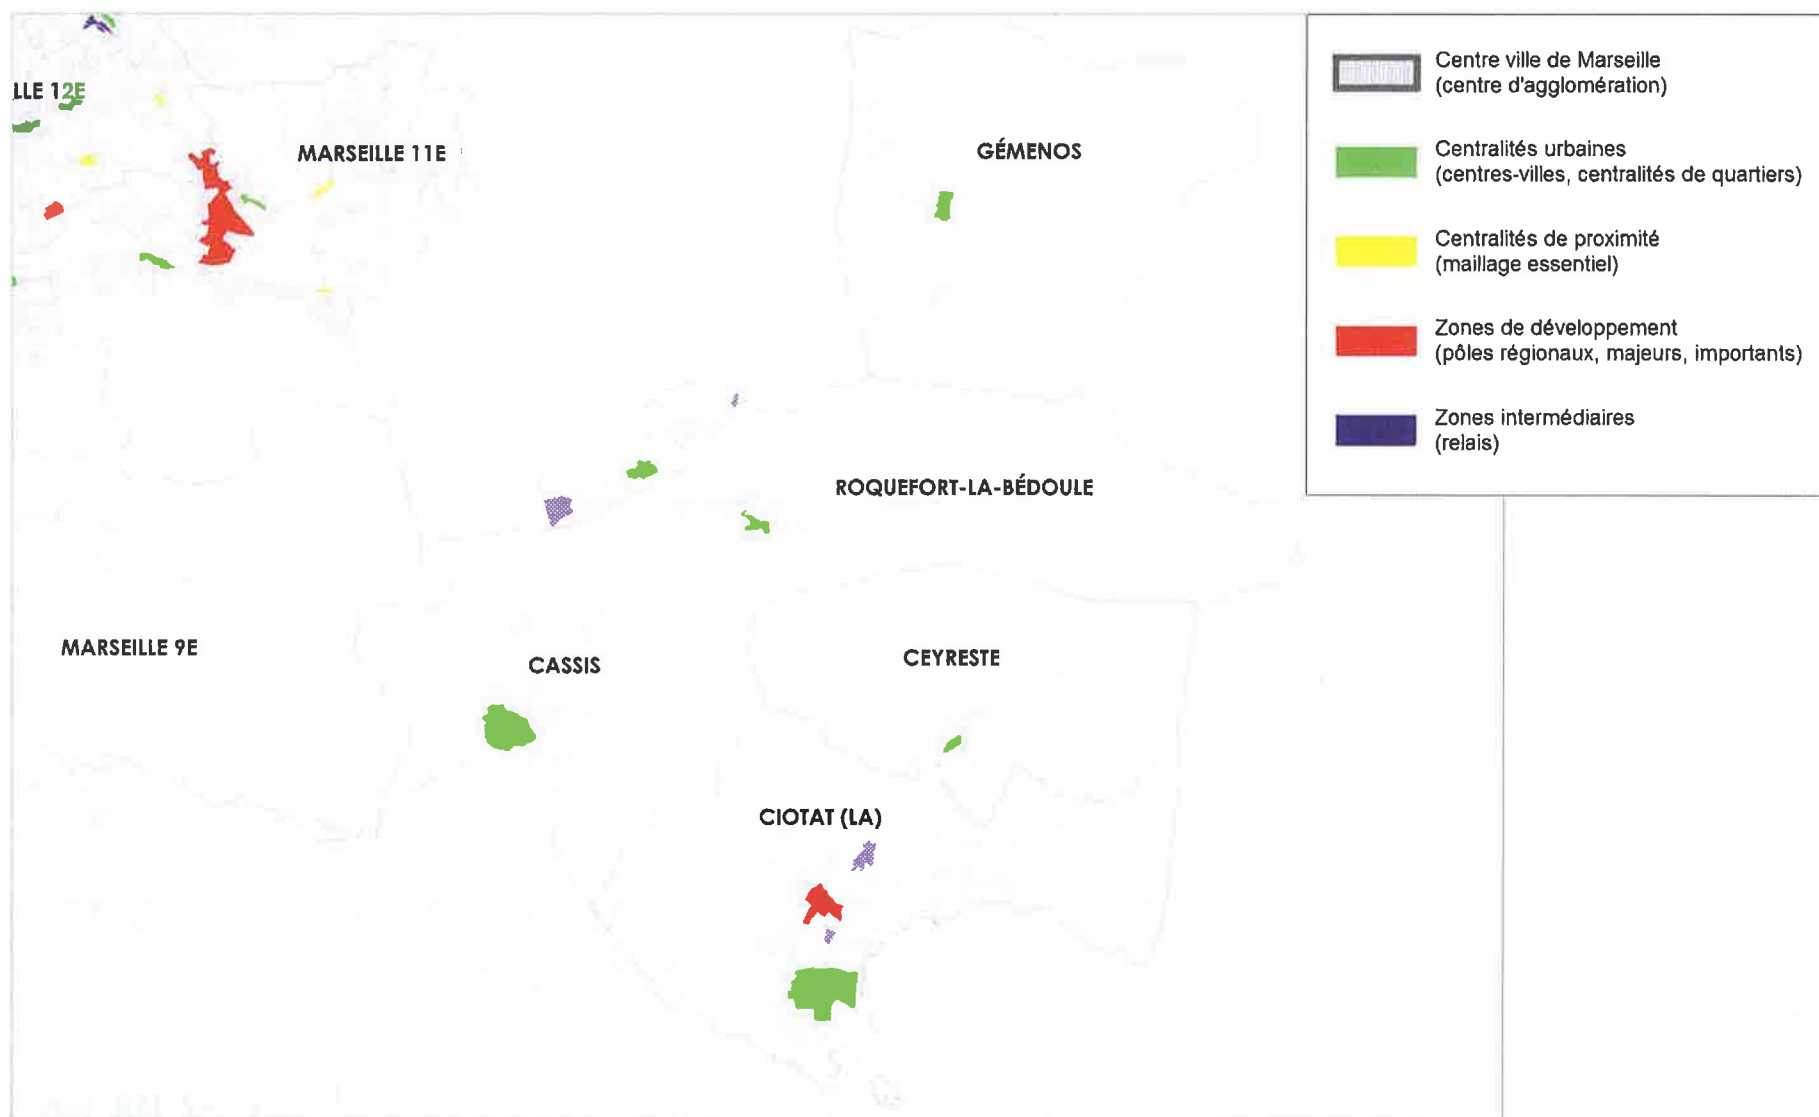 LLE 12E
MARSEILLE 11E
GÉMENOS
ROQUEFORT-LA-BÉDOULE
MARSEILLE 9E
CASSIS
CEYRESTE
CIOTAT (LA)
Centre ville de Marseille
(centre d'agglomération)
Centralités urbaines
(centres-villes, centralités de quartiers)
Centralités de proximité
(maillage essentiel)
Zones de développement
(pôles régionaux, majeurs, importants)
Zones intermédiaires
(relais)